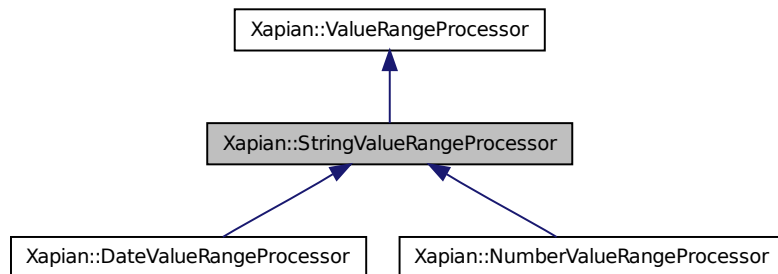 Xapian::ValueRangeProcessor
Xapian::StringValueRangeProcessor
Xapian::DateValueRangeProcessor
Xapian::NumberValueRangeProcessor